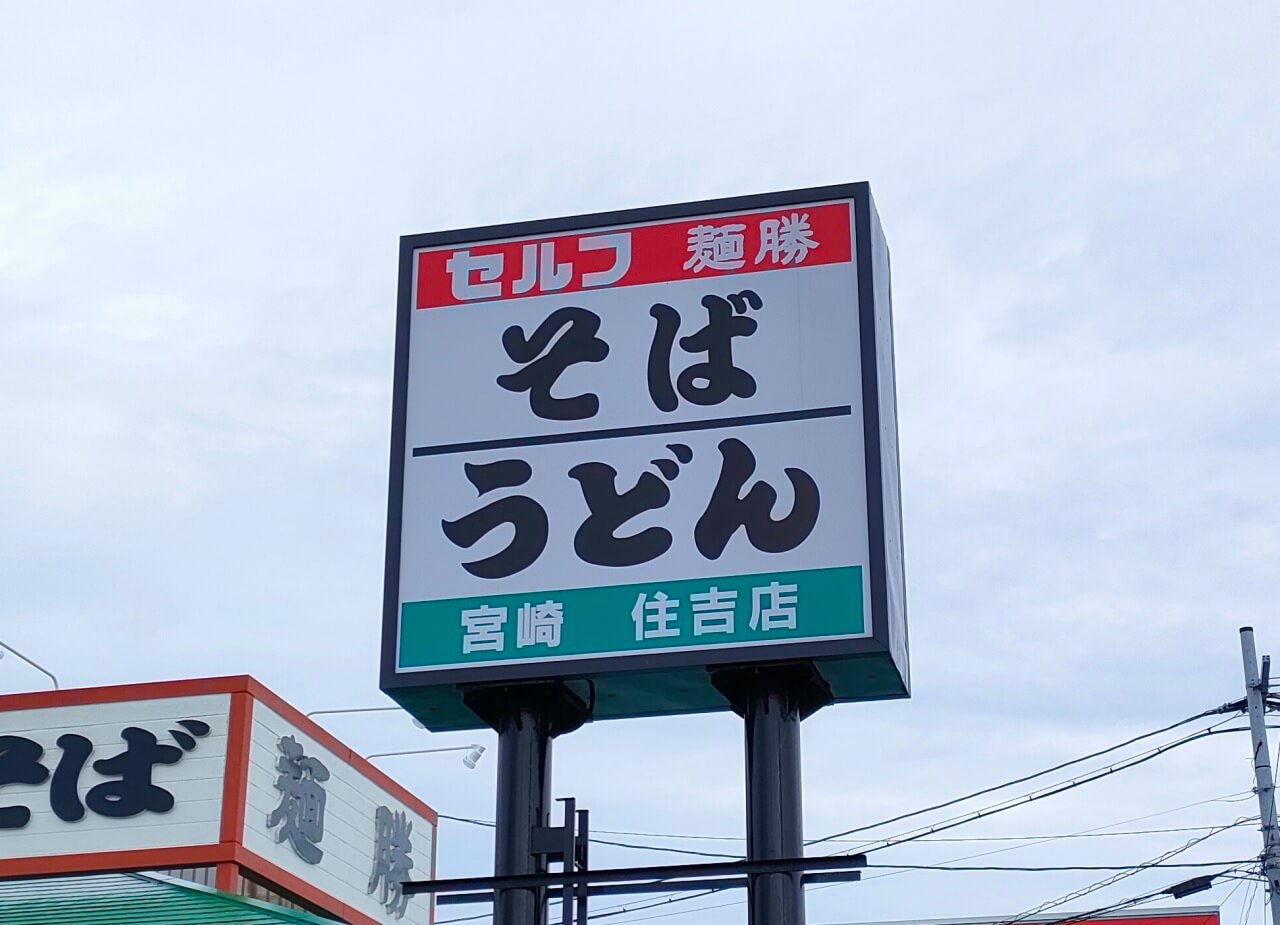 セルフ 麺勝
そば
うどん
宮崎 住吉店
そば
麺勝